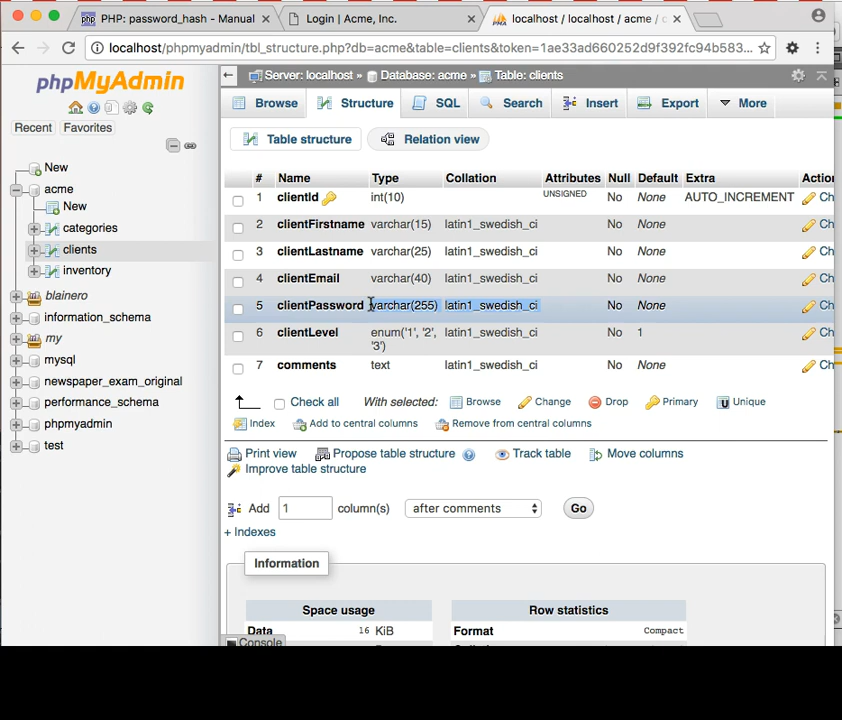 PHP: password_hash - Manual
Login | Acme, Inc.
localhost / localhost / acme / c
localhost/phpmyadmin/tbl_structure.php?db=acme&table=clients&token=1ae33ad660252d9f392fc94b583...
phpMyAdmin
Recent Favorites
New
acme
New
categories
clients
inventory
blainero
information_schema
my
mysql
newspaper_exam_original
performance_schema
phpmyadmin
test
Server: localhost » Database: acme » Table: clients
Browse Structure SQL Search Insert Export More
Table structure Relation view
# Name Type Collation Attributes Null Default Extra Action
1 clientId int(10) UNSIGNED No None AUTO_INCREMENT Ch
2 clientFirstname varchar(15) latin1_swedish_ci No None Ch
3 clientLastname varchar(25) latin1_swedish_ci No None Ch
4 clientEmail varchar(40) latin1_swedish_ci No None Ch
5 clientPassword varchar(255) latin1_swedish_ci No None Ch
6 clientLevel enum('1', '2', latin1_swedish_ci No 1 Ch
'3')
7 comments text latin1_swedish_ci No None Ch
Check all With selected: Browse Change Drop Primary Unique
Index Add to central columns Remove from central columns
Print view Propose table structure Track table Move columns
Improve table structure
Add 1 column(s) after comments Go
+ Indexes
Information
Space usage Row statistics
Data 16 KiB Format Compact
Console